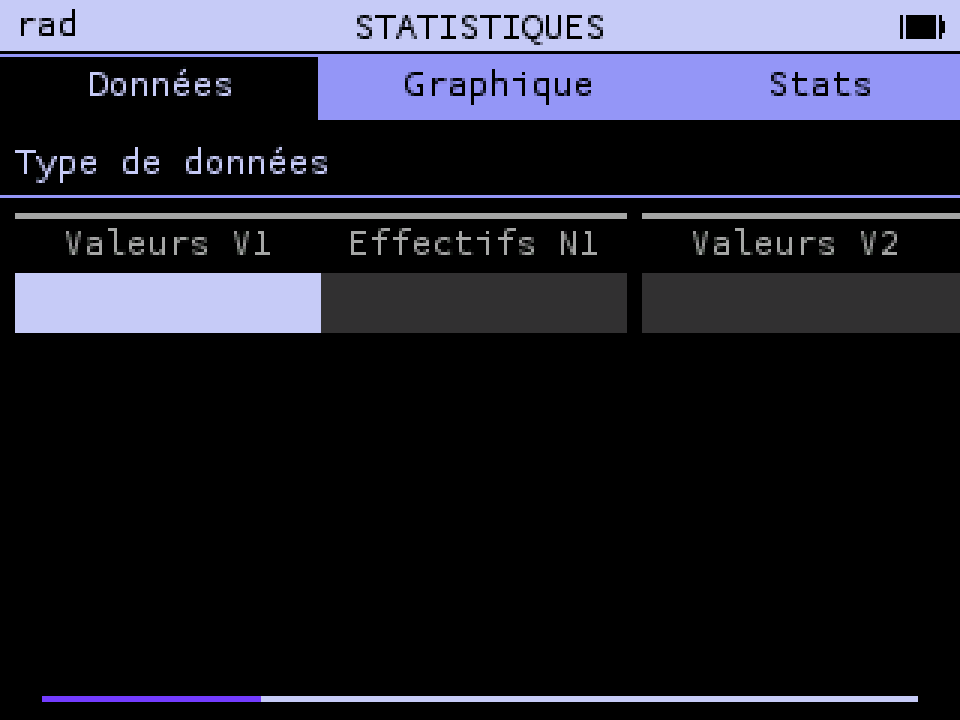 rad STATISTIQUES
Données Graphique Stats
Type de données
Valeurs V1 Effectifs N1 Valeurs V2